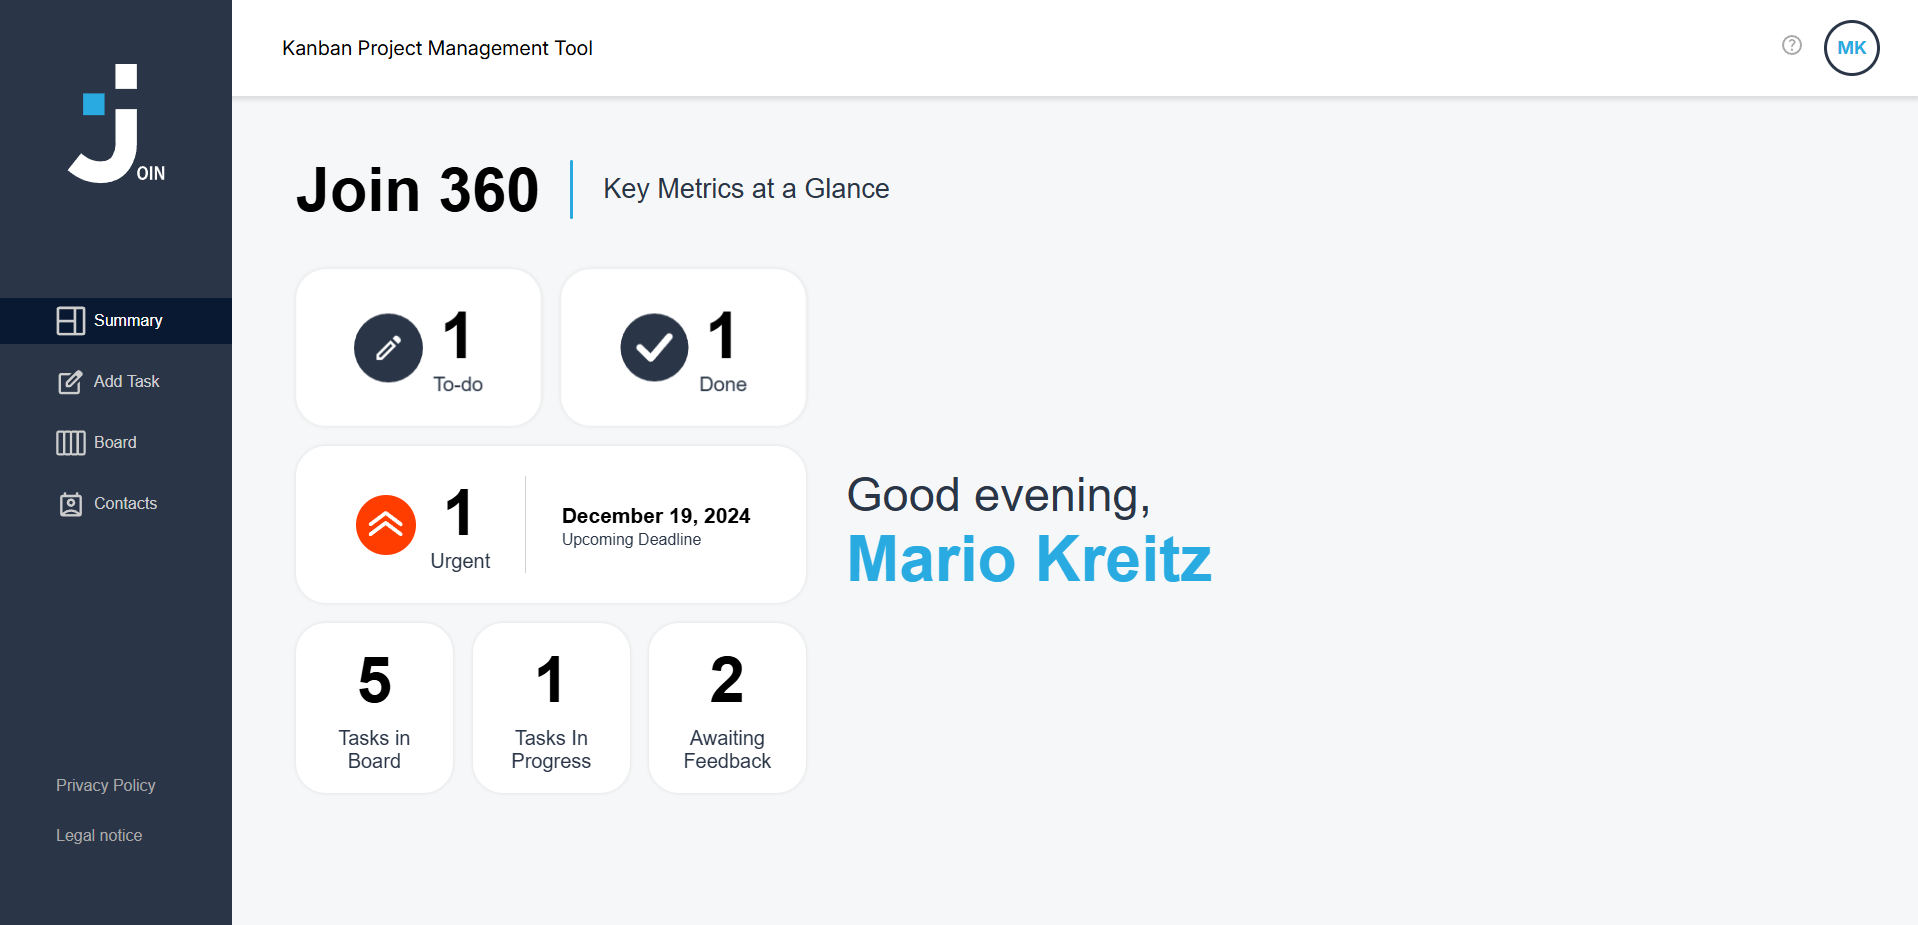 Kanban Project Management Tool
MK
OIN
Summary
Add Task
Board
Contacts
Privacy Policy
Legal notice
Join 360
Key Metrics at a Glance
1
To-do
1
Done
1
Urgent
December 19, 2024
Upcoming Deadline
5
Tasks in
Board
1
Tasks In
Progress
2
Awaiting
Feedback
Good evening,
Mario Kreitz